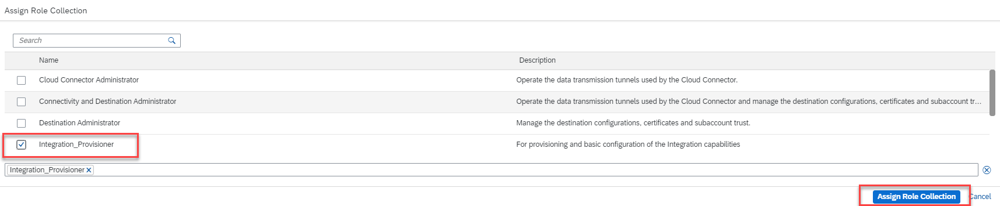 Assign Role Collection
Search
Name Description
Cloud Connector Administrator Operate the data transmission tunnels used by the Cloud Connector.
Connectivity and Destination Administrator Operate the data transmission tunnels used by the Cloud Connector and manage the destination configurations, certificates and subaccount tr...
Destination Administrator Manage the destination configurations, certificates and subaccount trust.
Integration_Provisioner For provisioning and basic configuration of the Integration capabilities
Integration_Provisioner
Assign Role Collection Cancel